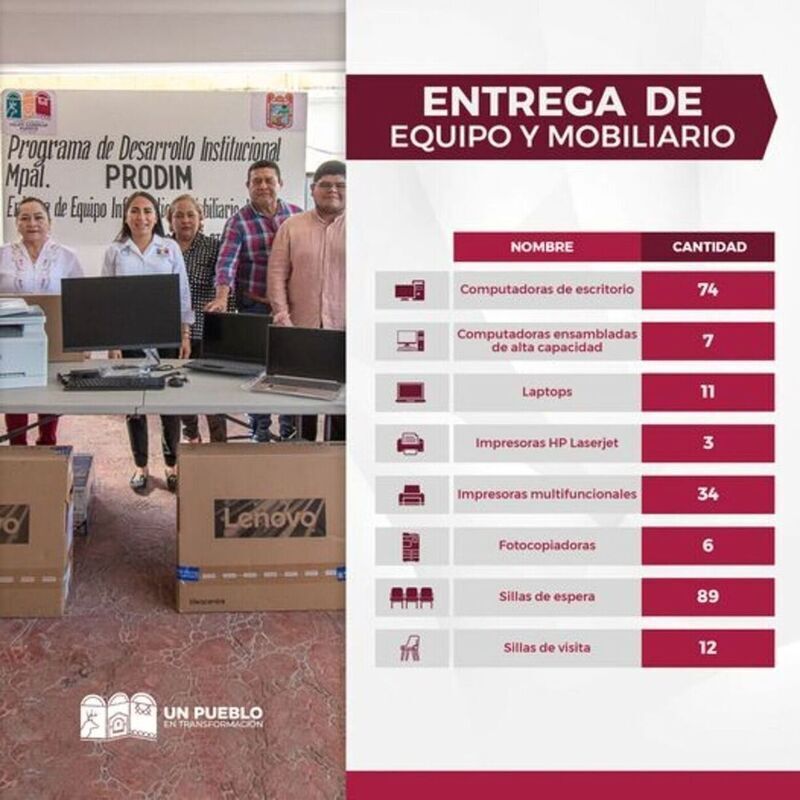 Programa de Desarrollo Institucional
Mpal. PRODIM
de Equipo
Lenovo
UN PUEBLO
EN TRANSFORMACIÓN
ENTREGA DE
EQUIPO Y MOBILIARIO
NOMBRE CANTIDAD
Computadoras de escritorio 74
Computadoras ensambladas
de alta capacidad 7
Laptops 11
Impresoras HP Laserjet 3
Impresoras multifuncionales 34
Fotocopiadoras 6
Sillas de espera 89
Sillas de visita 12